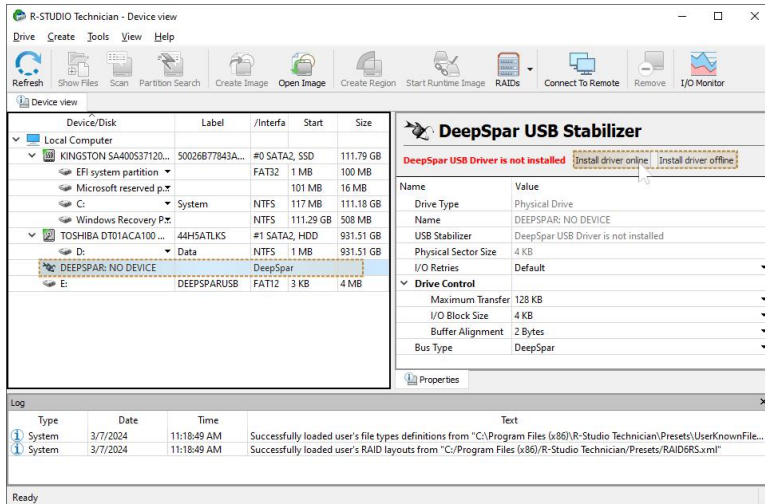 R-STUDIO Technician - Device view
Drive Create Tools View Help
Refresh Show Files Scan Partition Search Create Image Open Image Create Region Start Runtime Image RAIDs Connect To Remote Remove I/O Monitor
Device view
Device/Disk Label /Interfa Start Size
Local Computer
KINGSTON SA400S37120... 50026B77843A... #0 SATA2, SSD 111.79 GB
EFI system partition FAT32 1 MB 100 MB
Microsoft reserved p... 101 MB 16 MB
C: System NTFS 117 MB 111.18 GB
Windows Recovery P... NTFS 111.29 GB 508 MB
TOSHIBA DT01ACA100 ... 44H5ATLKS #1 SATA2, HDD 931.51 GB
D: Data NTFS 1 MB 931.51 GB
DEEPSPAR: NO DEVICE DeepSpar
E: DEEPSPARUSB FAT12 3 KB 4 MB
DeepSpar USB Stabilizer
DeepSpar USB Driver is not installed Install driver online Install driver offline
Name Value
Drive Type Physical Drive
Name DEEPSPAR: NO DEVICE
USB Stabilizer DeepSpar USB Driver is not installed
Physical Sector Size 4 KB
I/O Retries Default
Drive Control
Maximum Transfer 128 KB
I/O Block Size 4 KB
Buffer Alignment 2 Bytes
Bus Type DeepSpar
Properties
Log
Type Date Time Text
System 3/7/2024 11:18:49 AM Successfully loaded user's file types definitions from "C:\Program Files (x86)\R-Studio Technician\Presets\UserKnownFile...
System 3/7/2024 11:18:49 AM Successfully loaded user's RAID layouts from "C:/Program Files (x86)/R-Studio Technician/Presets/RAID6RS.xml"
Ready